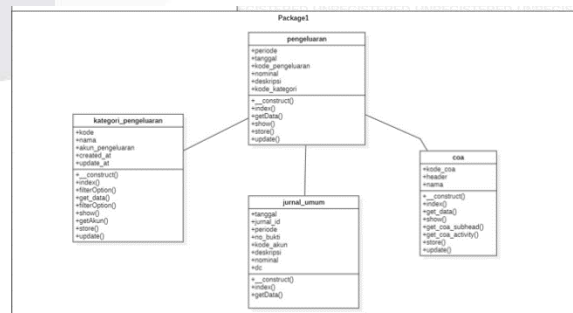 Package1
pengeluaran
+periode
+tanggal
+kode_pengeluaran
+nominal
+deskripsi
+kode_kategori
+__construct()
+index()
+getData()
+show()
+store()
+update()
kategori_pengeluaran
+kode
+nama
+akun_pengeluaran
+created_at
+update_at
+__construct()
+index()
+filterOption()
+get_data()
+filterOption()
+show()
+getAkun()
+store()
+update()
jurnal_umum
+tanggal
+jurnal_id
+periode
+no_bukti
+kode_akun
+deskripsi
+nominal
+dc
+__construct()
+index()
+getData()
coa
+kode_coa
+header
+nama
+__construct()
+index()
+get_data()
+show()
+get_coa_subhead()
+get_coa_activity()
+store()
+update()